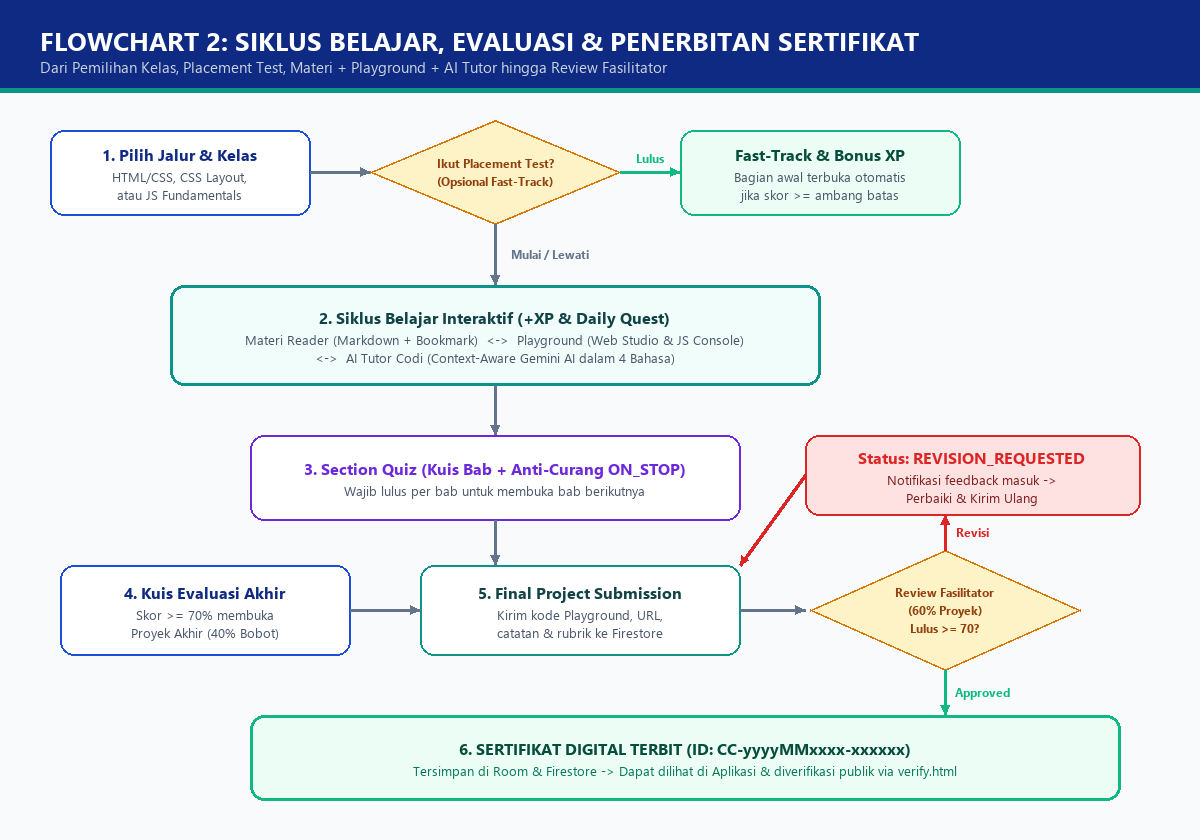 FLOWCHART 2: SIKLUS BELAJAR, EVALUASI & PENERBITAN SERTIFIKAT
Dari Pemilihan Kelas, Placement Test, Materi + Playground + AI Tutor hingga Review Fasilitator
1. Pilih Jalur & Kelas
HTML/CSS, CSS Layout,
atau JS Fundamentals
Ikut Placement Test?
(Opsional Fast-Track)
Lulus
Fast-Track & Bonus XP
Bagian awal terbuka otomatis
jika skor >= ambang batas
Mulai / Lewati
2. Siklus Belajar Interaktif (+XP & Daily Quest)
Materi Reader (Markdown + Bookmark) <-> Playground (Web Studio & JS Console)
<-> AI Tutor Codi (Context-Aware Gemini AI dalam 4 Bahasa)
3. Section Quiz (Kuis Bab + Anti-Curang ON_STOP)
Wajib lulus per bab untuk membuka bab berikutnya
Status: REVISION_REQUESTED
Notifikasi feedback masuk ->
Perbaiki & Kirim Ulang
Revisi
4. Kuis Evaluasi Akhir
Skor >= 70% membuka
Proyek Akhir (40% Bobot)
5. Final Project Submission
Kirim kode Playground, URL,
catatan & rubrik ke Firestore
Review Fasilitator
(60% Proyek)
Lulus >= 70?
Approved
6. SERTIFIKAT DIGITAL TERBIT (ID: CC-yyyyMMxxxx-xxxxxx)
Tersimpan di Room & Firestore -> Dapat dilihat di Aplikasi & diverifikasi publik via verify.html